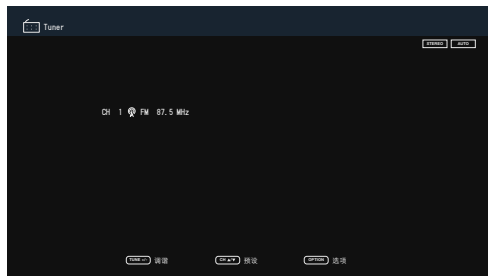 Tuner
STEREO AUTO
CH 1 FM 87.5 MHz
TUNE +/- 调谐 CH ▲/▼ 预设 OPTION 选项